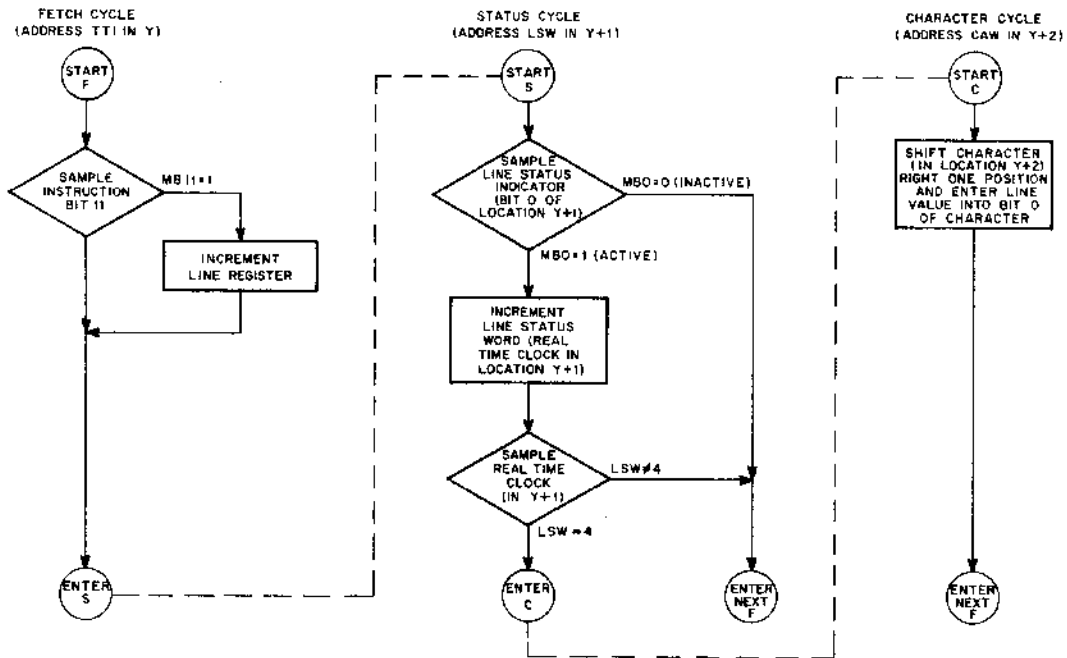 FETCH CYCLE
(ADDRESS TTI IN Y)
START
F
SAMPLE
INSTRUCTION
BIT 11
MB11=1
INCREMENT
LINE REGISTER
ENTER
S
STATUS CYCLE
(ADDRESS LSW IN Y+1)
START
S
SAMPLE
LINE STATUS
INDICATOR
(BIT 0 OF
LOCATION Y+1)
MB0=0 (INACTIVE)
MB0=1 (ACTIVE)
INCREMENT
LINE STATUS
WORD (REAL
TIME CLOCK IN
LOCATION Y+1)
SAMPLE
REAL TIME
CLOCK
(IN Y+1)
LSW≠4
LSW=4
ENTER
C
ENTER
NEXT
F
CHARACTER CYCLE
(ADDRESS CAW IN Y+2)
START
C
SHIFT CHARACTER
(IN LOCATION Y+2)
RIGHT ONE POSITION
AND ENTER LINE
VALUE INTO BIT 0
OF CHARACTER
ENTER
NEXT
F